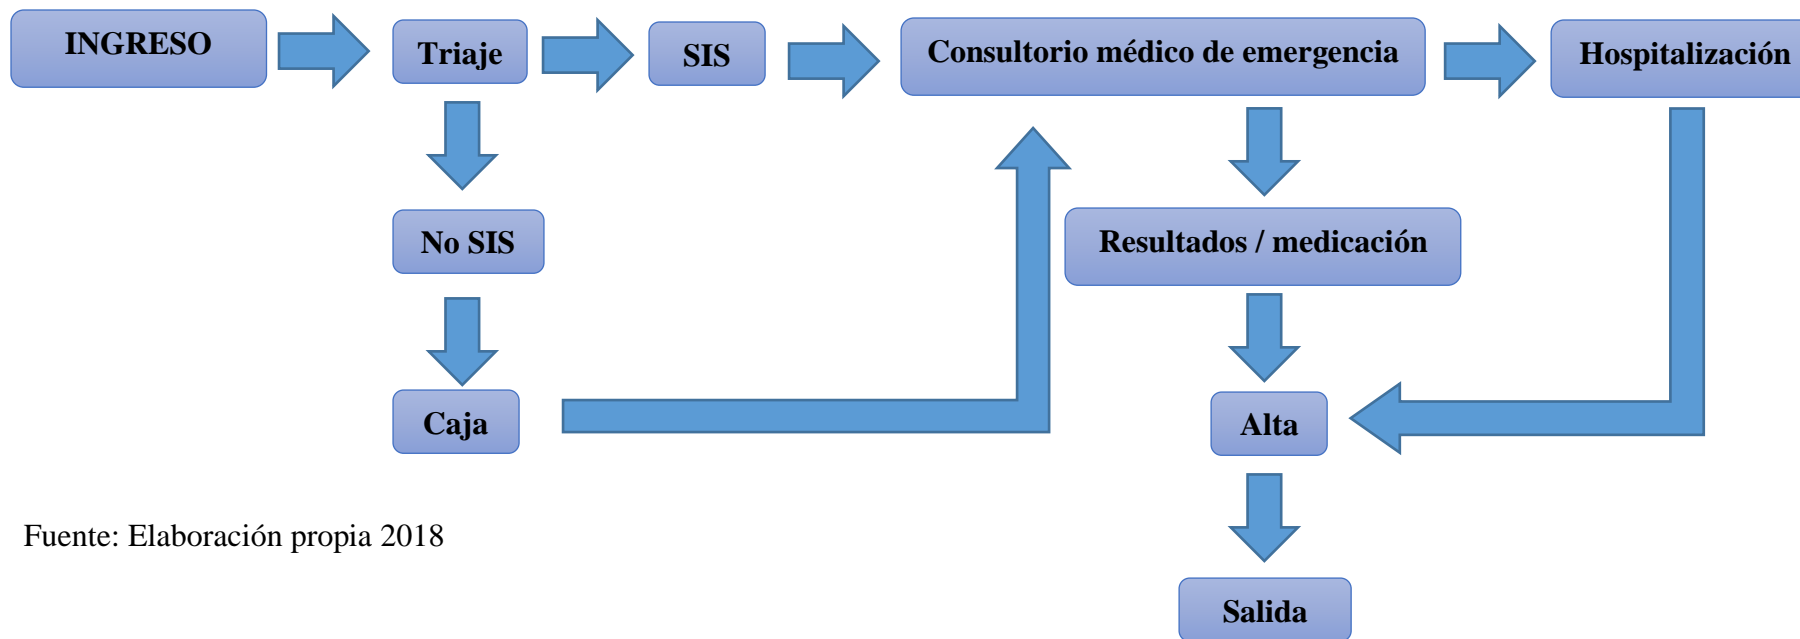 INGRESO
Triaje
SIS
Consultorio médico de emergencia
Hospitalización
No SIS
Resultados / medicación
Caja
Alta
Fuente: Elaboración propia 2018
Salida